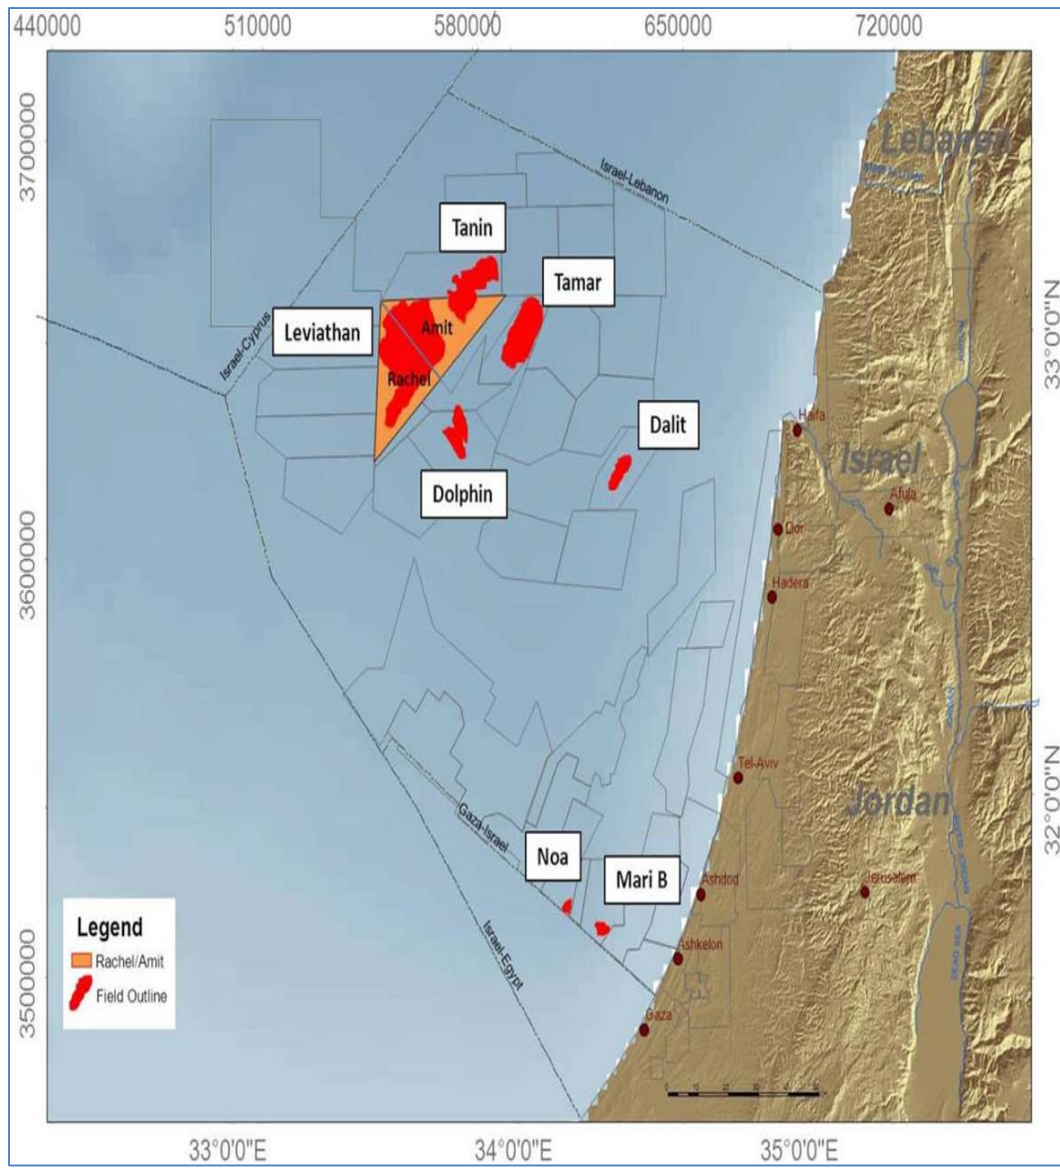 440000 510000 580000 650000 720000
3700000
Lebanon
Israel-Lebanon
Tanin
Tamar
Leviathan
Amit
Israel-Cyprus
33°0'0"N
Rachel
Dalit
Haifa
Israel
Dolphin
Afula
Dor
3600000
Hadera
Tel-Aviv
32°0'0"N
Jordan
Gaza-Israel
Noa
Mari B
Ashdod
Jerusalem
Legend
Rachel/Amit
Field Outline
Ashkelon
Israel-Egypt
DEAD SEA
3500000
Gaza
33°0'0"E 34°0'0"E 35°0'0"E